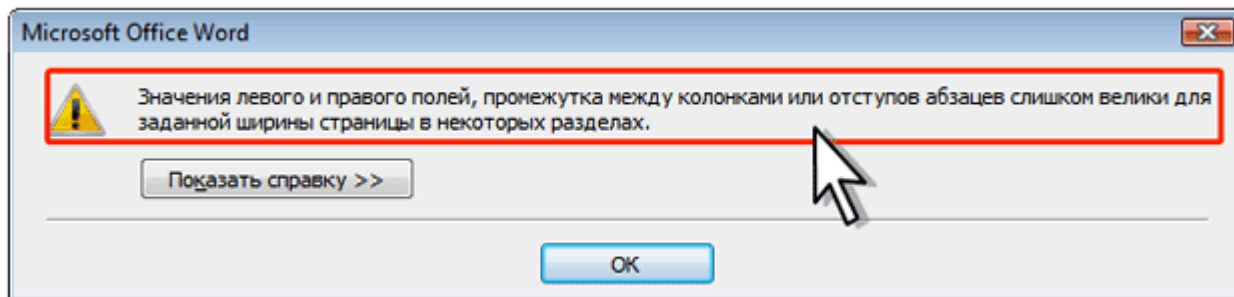 Microsoft Office Word
Значения левого и правого полей, промежутка между колонками или отступов абзацев слишком велики для
заданной ширины страницы в некоторых разделах.
Показать справку >>
ОК